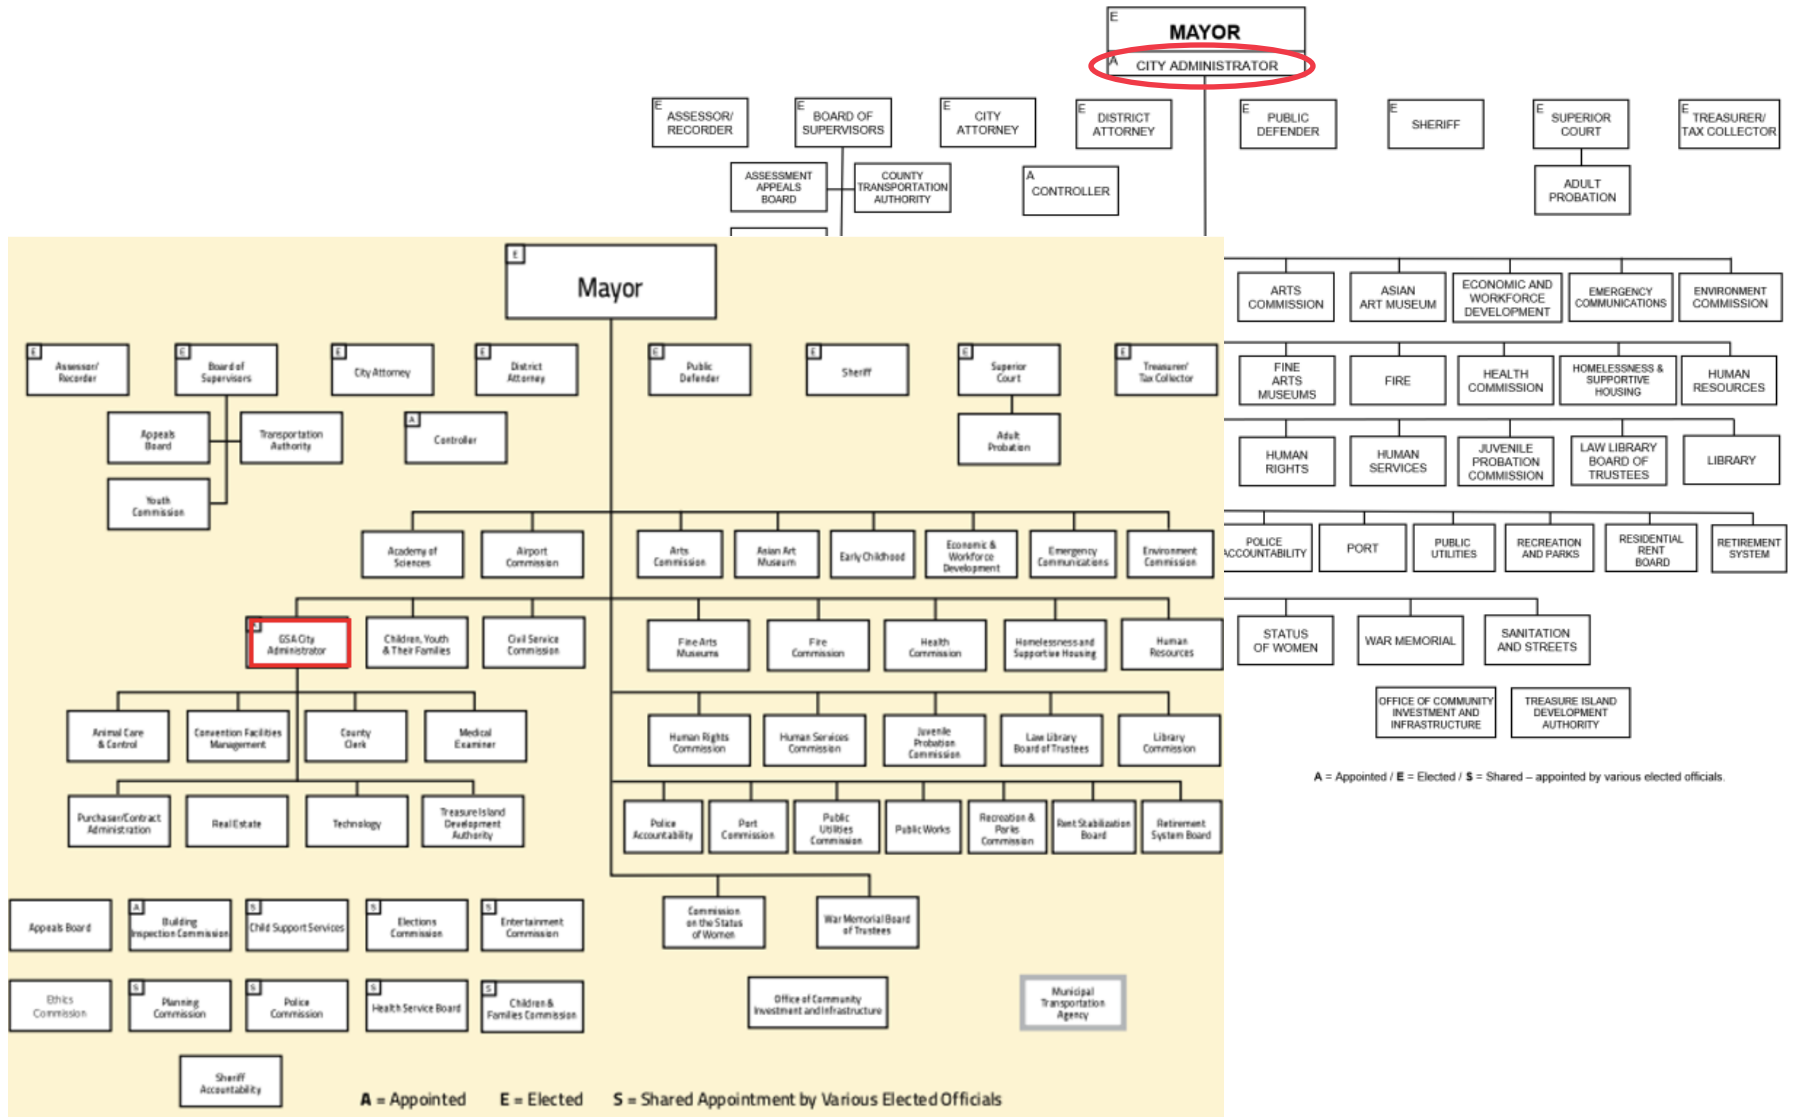 E
MAYOR
A
CITY ADMINISTRATOR
E
ASSESSOR/
RECORDER
E
BOARD OF
SUPERVISORS
E
CITY
ATTORNEY
E
DISTRICT
ATTORNEY
E
PUBLIC
DEFENDER
E
SHERIFF
E
SUPERIOR
COURT
E
TREASURER/
TAX COLLECTOR
ASSESSMENT
APPEALS
BOARD
COUNTY
TRANSPORTATION
AUTHORITY
A
CONTROLLER
ADULT
PROBATION
ARTS
COMMISSION
ASIAN
ART MUSEUM
ECONOMIC AND
WORKFORCE
DEVELOPMENT
EMERGENCY
COMMUNICATIONS
ENVIRONMENT
COMMISSION
FINE
ARTS
MUSEUMS
FIRE
HEALTH
COMMISSION
HOMELESSNESS &
SUPPORTIVE
HOUSING
HUMAN
RESOURCES
HUMAN
RIGHTS
HUMAN
SERVICES
JUVENILE
PROBATION
COMMISSION
LAW LIBRARY
BOARD OF
TRUSTEES
LIBRARY
POLICE
ACCOUNTABILITY
PORT
PUBLIC
UTILITIES
RECREATION
AND PARKS
RESIDENTIAL
RENT
BOARD
RETIREMENT
SYSTEM
STATUS
OF WOMEN
WAR MEMORIAL
SANITATION
AND STREETS
OFFICE OF COMMUNITY
INVESTMENT AND
INFRASTRUCTURE
TREASURE ISLAND
DEVELOPMENT
AUTHORITY
A = Appointed / E = Elected / S = Shared – appointed by various elected officials.
E
Mayor
E
Assessor/
Recorder
E
Board of
Supervisors
E
City Attorney
E
District
Attorney
E
Public
Defender
E
Sheriff
E
Superior
Court
E
Treasurer/
Tax Collector
Appeals
Board
Transportation
Authority
A
Controller
Adult
Probation
Youth
Commission
Academy of
Sciences
Airport
Commission
Arts
Commission
Asian Art
Museum
Early Childhood
Economic &
Workforce
Development
Emergency
Communications
Environment
Commission
GSA City
Administrator
Children, Youth
& Their Families
Civil Service
Commission
Fine Arts
Museums
Fire
Commission
Health
Commission
Homelessness and
Supportive Housing
Human
Resources
Animal Care
& Control
Convention Facilities
Management
County
Clerk
Medical
Examiner
Human Rights
Commission
Human Services
Commission
Juvenile
Probation
Commission
Law Library
Board of Trustees
Library
Commission
Purchaser/Contract
Administration
Real Estate
Technology
Treasure Island
Development
Authority
Police
Accountability
Port
Commission
Public
Utilities
Commission
Public Works
Recreation &
Parks
Commission
Rent Stabilization
Board
Retirement
System Board
Appeals Board
A
Building
Inspection Commission
S
Child Support Services
S
Elections
Commission
S
Entertainment
Commission
Commission
on the Status
of Women
War Memorial Board
of Trustees
Ethics
Commission
S
Planning
Commission
S
Police
Commission
S
Health Service Board
S
Children &
Families Commission
Office of Community
Investment and Infrastructure
Municipal
Transportation
Agency
Sheriff
Accountability
A = Appointed E = Elected S = Shared Appointment by Various Elected Officials